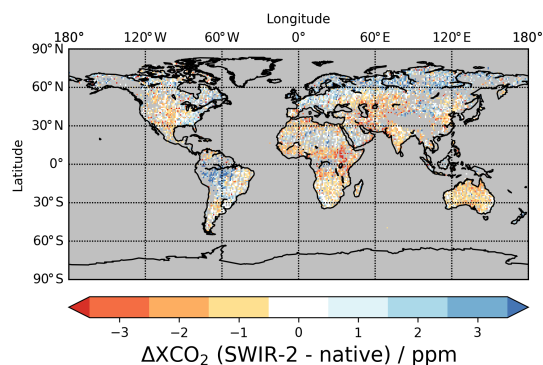 Longitude
180°W 120°W 60°W 0° 60°E 120°E 180°
90°N
60°N
30°N
0°
30°S
60°S
90°S
Latitude
−3 −2 −1 0 1 2 3
ΔXCO₂ (SWIR-2 - native) / ppm